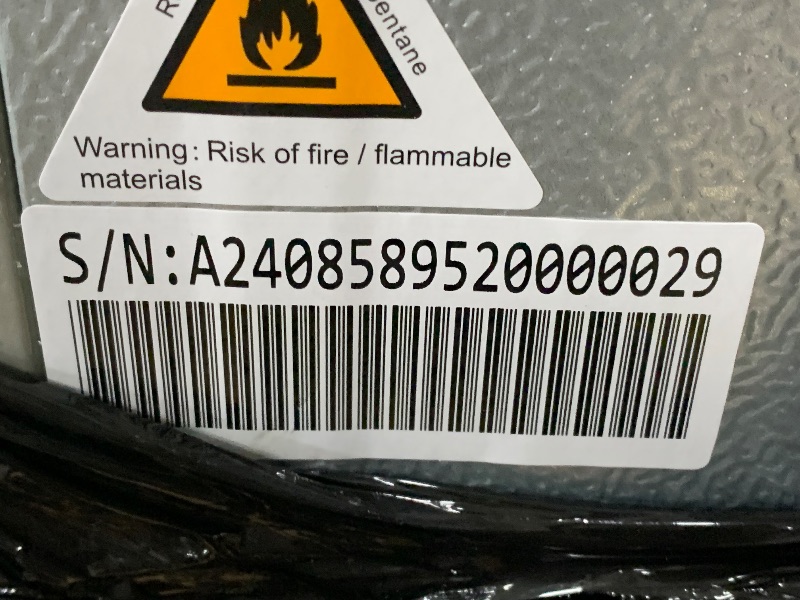 Warning: Risk of fire / flammable
materials
S/N:A2408589520000029